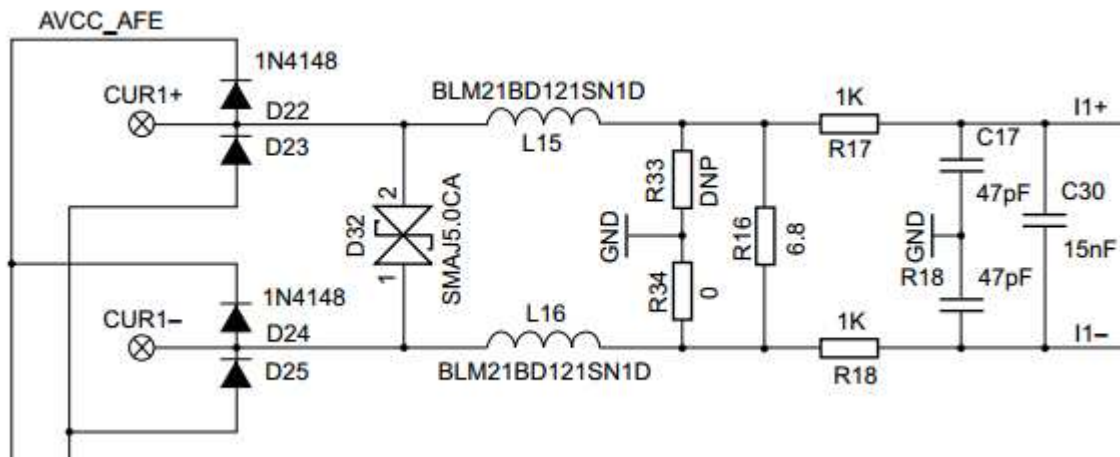 AVCC_AFE
1N4148
CUR1+
D22
D23
BLM21BD121SN1D
L15
1K
R17
I1+
C17
47pF
C30
15nF
R33
DNP
GND
R16
6.8
R34
0
GND
R18
47pF
2
D32
1
SMAJ5.0CA
1N4148
CUR1–
D24
D25
L16
BLM21BD121SN1D
1K
R18
I1–